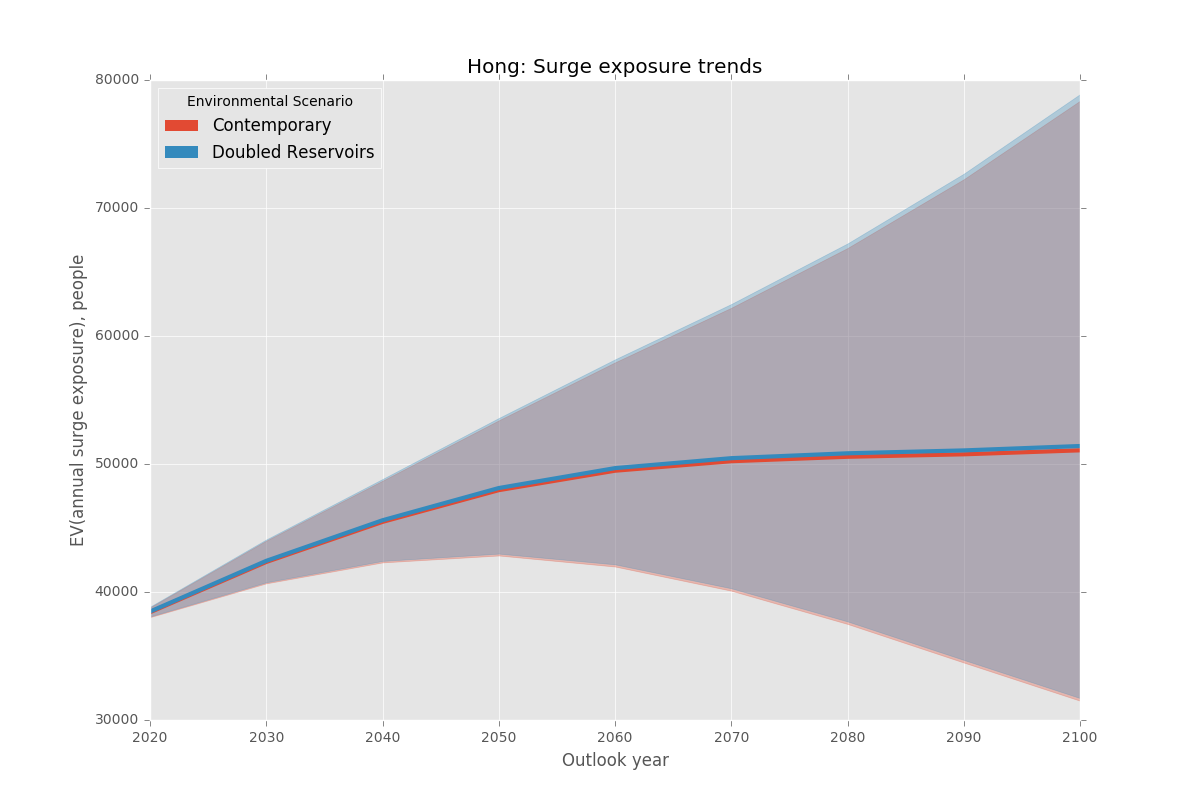 Hong: Surge exposure trends
Environmental Scenario
Contemporary
Doubled Reservoirs
EV(annual surge exposure), people
80000
70000
60000
50000
40000
30000
2020 2030 2040 2050 2060 2070 2080 2090 2100
Outlook year